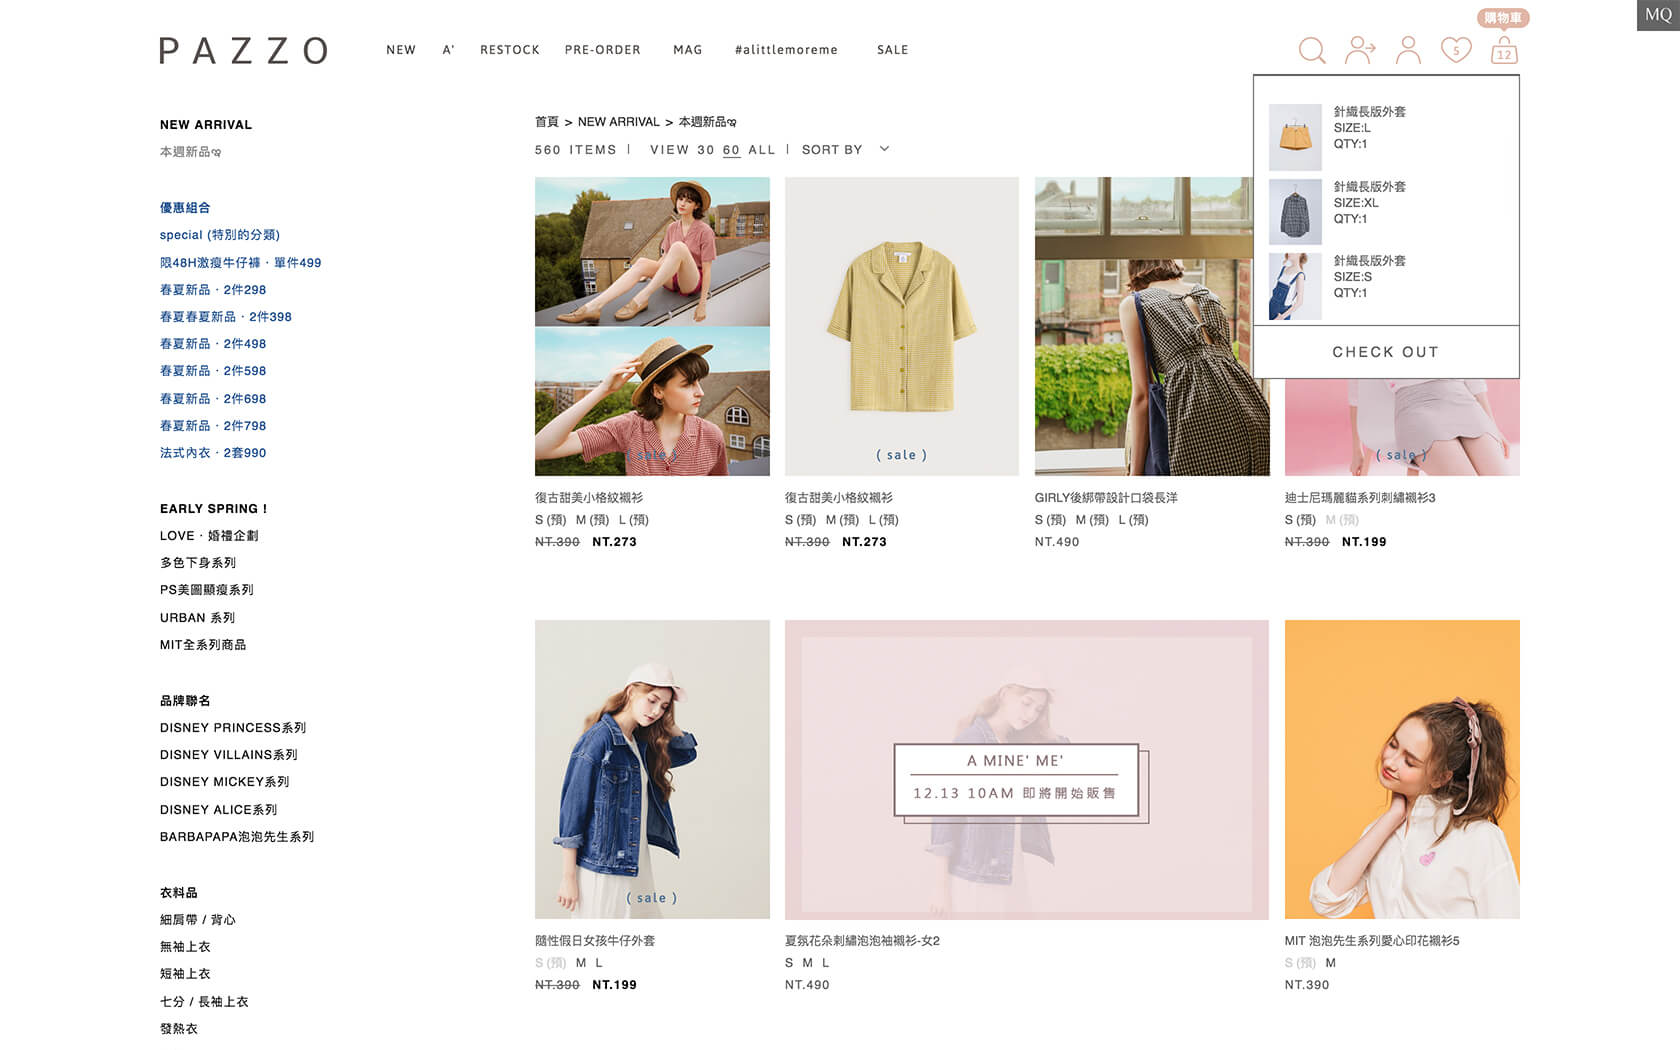 購物車
MQ
PAZZO
NEW A' RESTOCK PRE-ORDER MAG #alittlemoreme SALE
5
12
NEW ARRIVAL
本週新品ღ
優惠組合
special (特別的分類)
限48H激瘦牛仔褲・單件499
春夏新品・2件298
春夏春夏新品・2件398
春夏新品・2件498
春夏新品・2件598
春夏新品・2件698
春夏新品・2件798
法式內衣・2套990
EARLY SPRING !
LOVE・婚禮企劃
多色下身系列
PS美圖顯瘦系列
URBAN 系列
MIT全系列商品
品牌聯名
DISNEY PRINCESS系列
DISNEY VILLAINS系列
DISNEY MICKEY系列
DISNEY ALICE系列
BARBAPAPA泡泡先生系列
衣料品
細肩帶 / 背心
無袖上衣
短袖上衣
七分 / 長袖上衣
發熱衣
首頁 > NEW ARRIVAL > 本週新品ღ
560 ITEMS | VIEW 30 60 ALL | SORT BY
針織長版外套
SIZE:L
QTY:1
針織長版外套
SIZE:XL
QTY:1
針織長版外套
SIZE:S
QTY:1
CHECK OUT
( sale )
復古甜美小格紋襯衫
S (預) M (預) L (預)
NT.390 NT.273
( sale )
復古甜美小格紋襯衫
S (預) M (預) L (預)
NT.390 NT.273
GIRLY後綁帶設計口袋長洋
S (預) M (預) L (預)
NT.490
( sale )
迪士尼瑪麗貓系列刺繡襯衫3
S (預) M (預)
NT.390 NT.199
( sale )
隨性假日女孩牛仔外套
S (預) M L
NT.390 NT.199
A MINE' ME'
12.13 10AM 即將開始販售
夏氛花朵刺繡泡泡袖襯衫-女2
S M L
NT.490
MIT 泡泡先生系列愛心印花襯衫5
S (預) M
NT.390